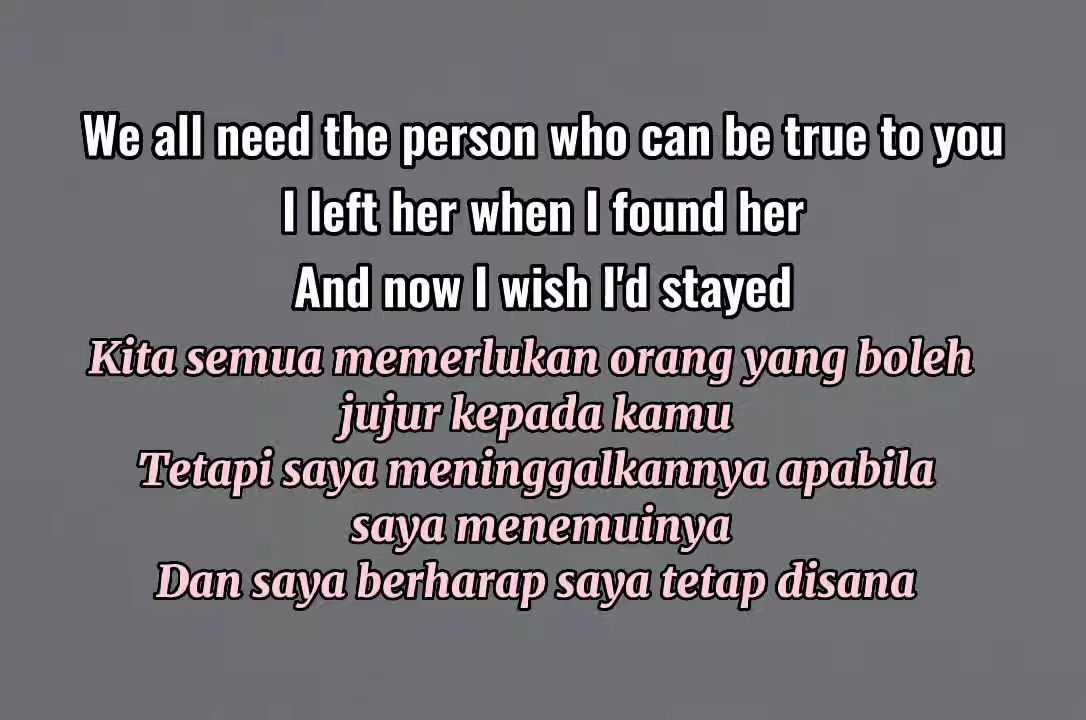 We all need the person who can be true to you
I left her when I found her
And now I wish I'd stayed
Kita semua memerlukan orang yang boleh
jujur kepada kamu
Tetapi saya meninggalkannya apabila
saya menemuinya
Dan saya berharap saya tetap disana